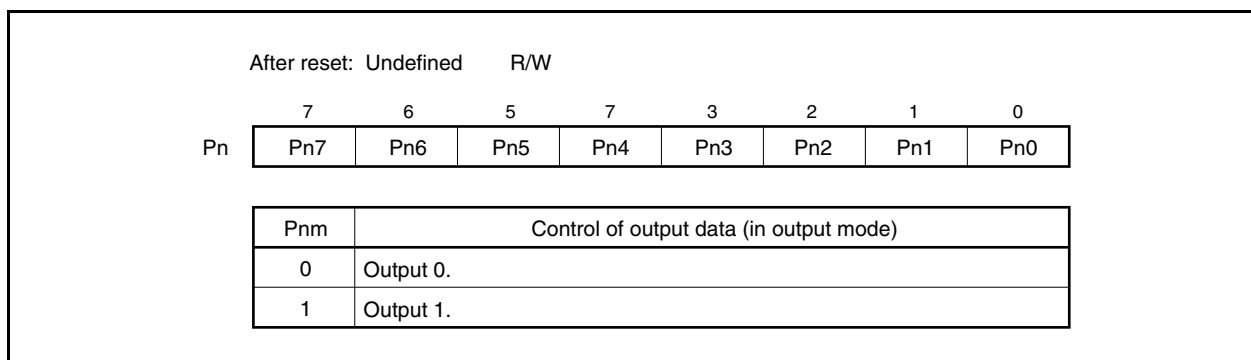 After reset: Undefined R/W
7 6 5 7 3 2 1 0
Pn Pn7 Pn6 Pn5 Pn4 Pn3 Pn2 Pn1 Pn0
Pnm Control of output data (in output mode)
0 Output 0.
1 Output 1.